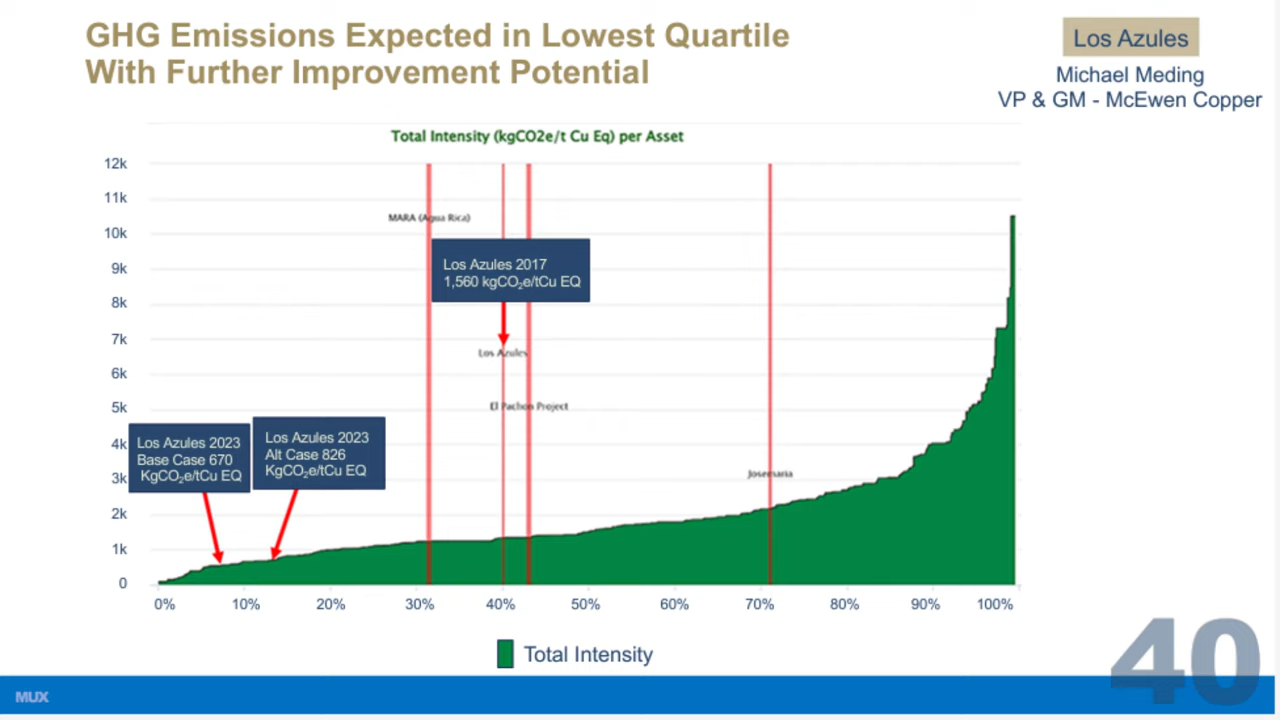 GHG Emissions Expected in Lowest Quartile
With Further Improvement Potential
Los Azules
Michael Meding
VP & GM - McEwen Copper
Total Intensity (kgCO2e/t Cu Eq) per Asset
12k
11k
10k
9k
8k
7k
6k
5k
4k
3k
2k
1k
0
MARA (Agua Rica)
Los Azules 2017
1,560 kgCO₂e/tCu EQ
Los Azules
El Pachon Project
Josemaria
Los Azules 2023
Base Case 670
KgCO₂e/tCu EQ
Los Azules 2023
Alt Case 826
KgCO₂e/tCu EQ
0% 10% 20% 30% 40% 50% 60% 70% 80% 90% 100%
Total Intensity
40
MUX